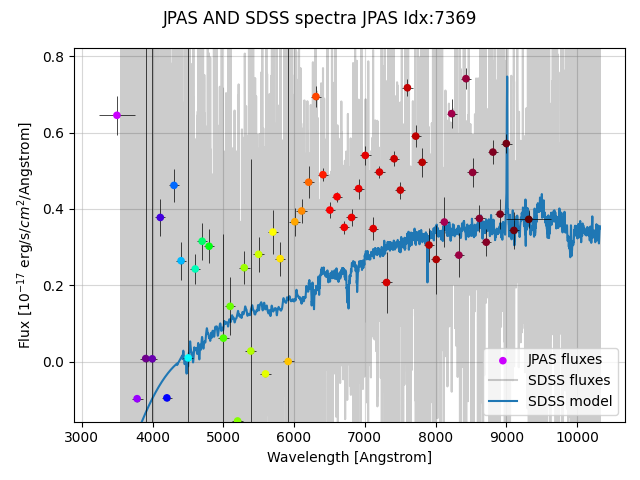 JPAS AND SDSS spectra JPAS Idx:7369
0.8
0.6
0.4
0.2
0.0
Flux [10⁻¹⁷ erg/s/cm²/Angstrom]
JPAS fluxes
SDSS fluxes
SDSS model
3000 4000 5000 6000 7000 8000 9000 10000
Wavelength [Angstrom]